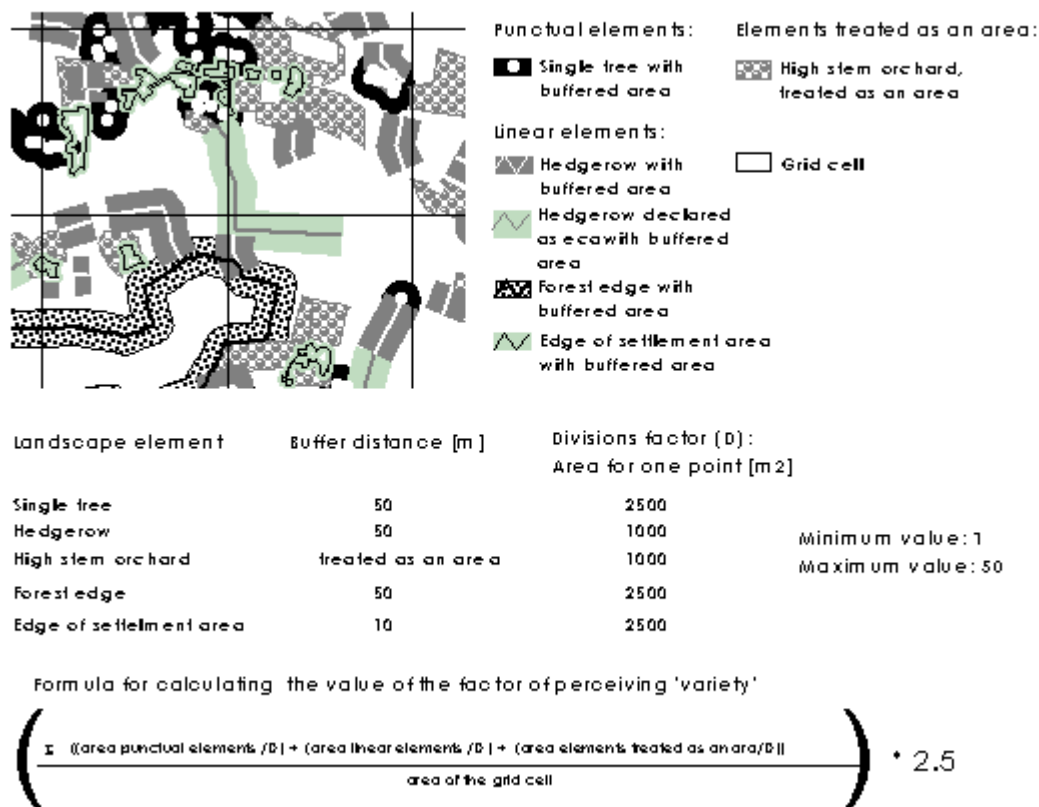 Punctual elements:
Single tree with
buffered area
Linear elements:
Hedgerow with
buffered area
Hedgerow declared
as ecawith buffered
area
Forest edge with
buffered area
Edge of settlement area
with buffered area
Elements treated as an area:
High stem orchard,
treated as an area
Grid cell
Landscape element Buffer distance [m] Divisions factor (D):
Area for one point [m2]
Single tree 50 2500
Hedgerow 50 1000
High stem orchard treated as an area 1000
Forest edge 50 2500
Edge of settelment area 10 2500
Minimum value: 1
Maximum value: 50
Formula for calculating the value of the factor of perceiving 'variety'
Σ ((area punctual elements /D) + (area linear elements /D) + (area elements treated as an ara/D))
area of the grid cell
* 2.5